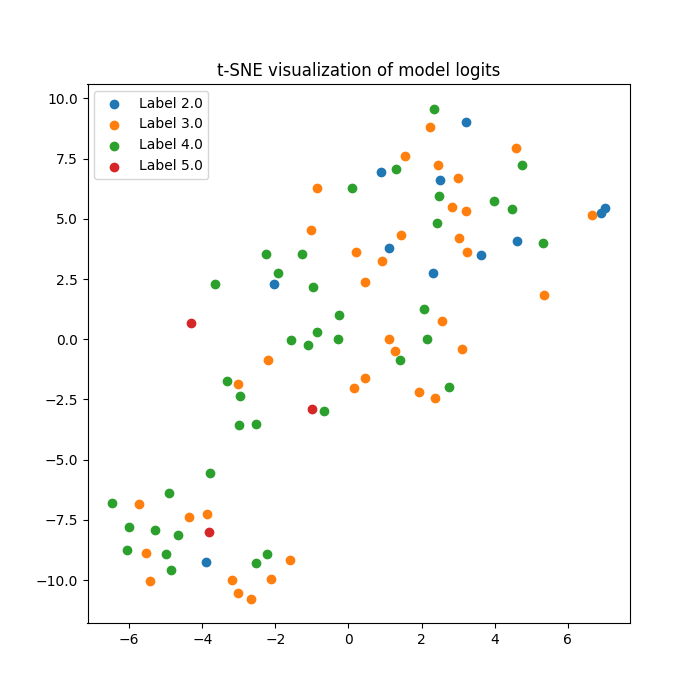 t-SNE visualization of model logits
Label 2.0
Label 3.0
Label 4.0
Label 5.0
10.0
7.5
5.0
2.5
0.0
−2.5
−5.0
−7.5
−10.0
−6 −4 −2 0 2 4 6